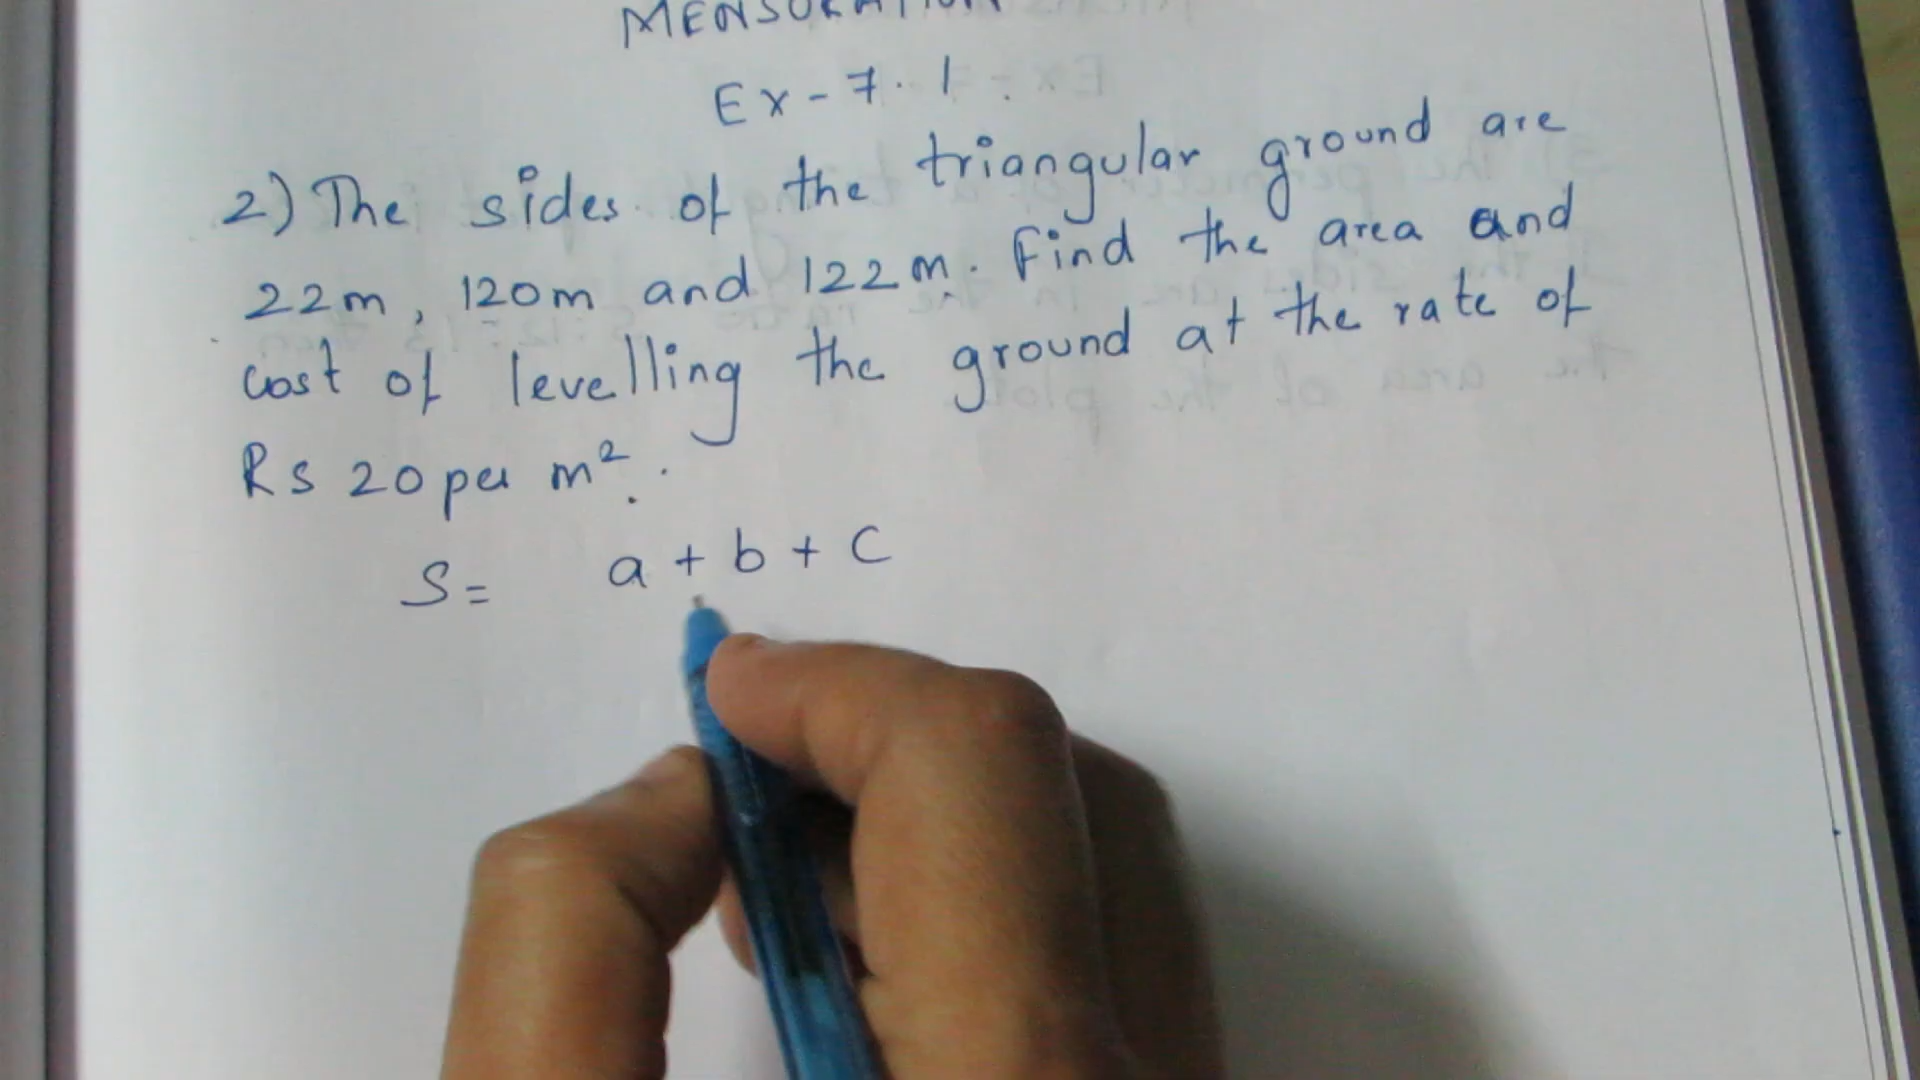 MENSURATION
Ex-7.1
2) The sides of the triangular ground are
22m, 120m and 122m. Find the area and
cost of levelling the ground at the rate of
Rs 20 per m².
S= a + b + c